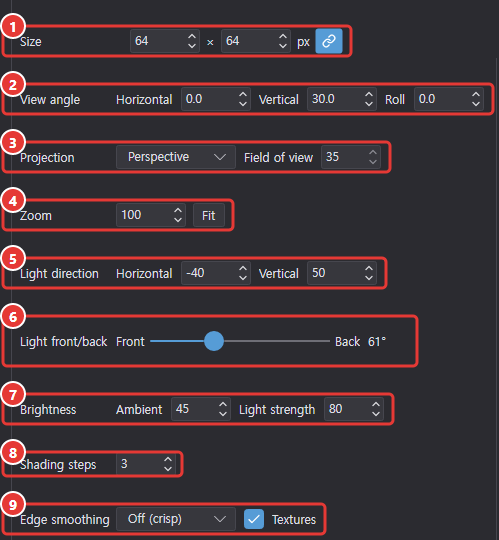 1
Size 64 × 64 px
2
View angle Horizontal 0.0 Vertical 30.0 Roll 0.0
3
Projection Perspective Field of view 35
4
Zoom 100 Fit
5
Light direction Horizontal -40 Vertical 50
6
Light front/back Front Back 61°
7
Brightness Ambient 45 Light strength 80
8
Shading steps 3
9
Edge smoothing Off (crisp) Textures